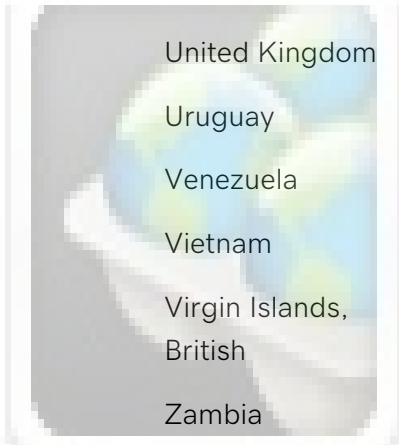 United Kingdom
Uruguay
Venezuela
Vietnam
Virgin Islands,
British
Zambia